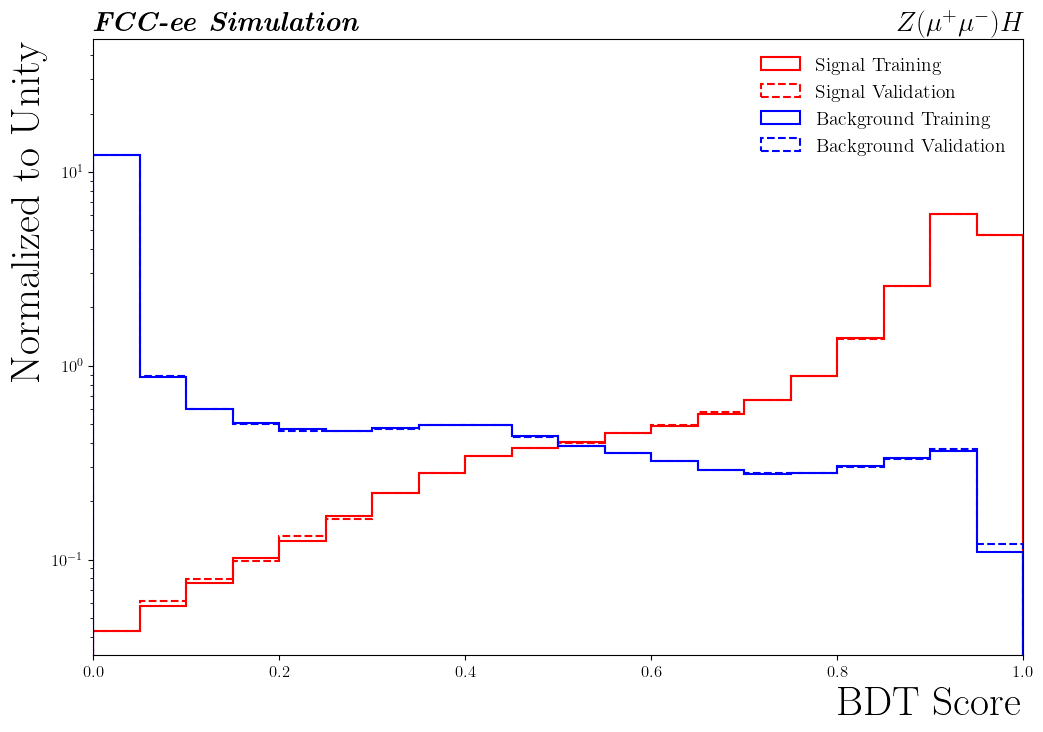 FCC-ee Simulation
Z(μ⁺μ⁻)H
Normalized to Unity
Signal Training
Signal Validation
Background Training
Background Validation
10¹
10⁰
10⁻¹
0.0 0.2 0.4 0.6 0.8 1.0
BDT Score